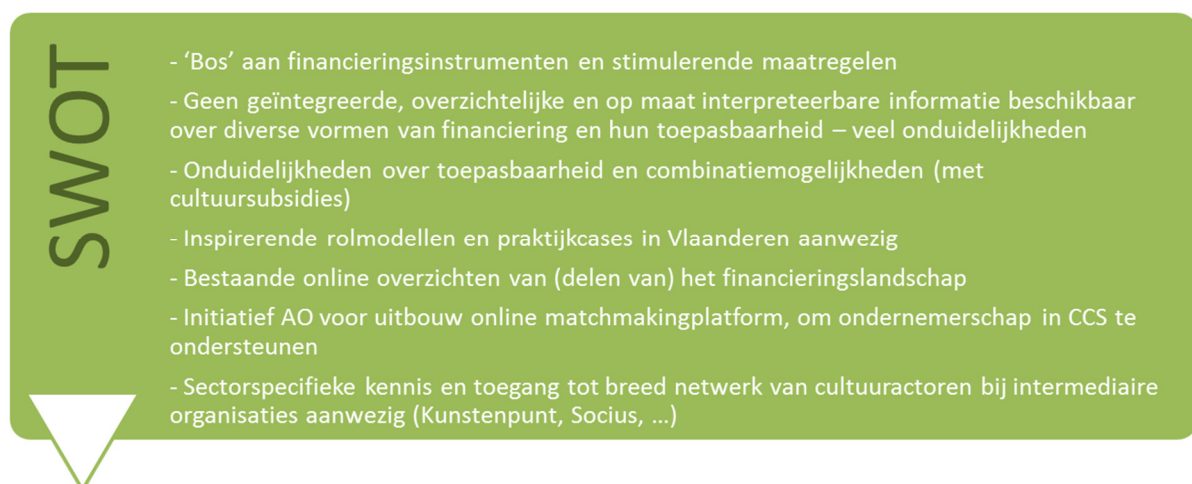 SWOT
- ‘Bos’ aan financieringsinstrumenten en stimulerende maatregelen
- Geen geïntegreerde, overzichtelijke en op maat interpreteerbare informatie beschikbaar
over diverse vormen van financiering en hun toepasbaarheid – veel onduidelijkheden
- Onduidelijkheden over toepasbaarheid en combinatiemogelijkheden (met
cultuursubsidies)
- Inspirerende rolmodellen en praktijkcases in Vlaanderen aanwezig
- Bestaande online overzichten van (delen van) het financieringslandschap
- Initiatief AO voor uitbouw online matchmakingplatform, om ondernemerschap in CCS te
ondersteunen
- Sectorspecifieke kennis en toegang tot breed netwerk van cultuuractoren bij intermediaire
organisaties aanwezig (Kunstenpunt, Socius, …)